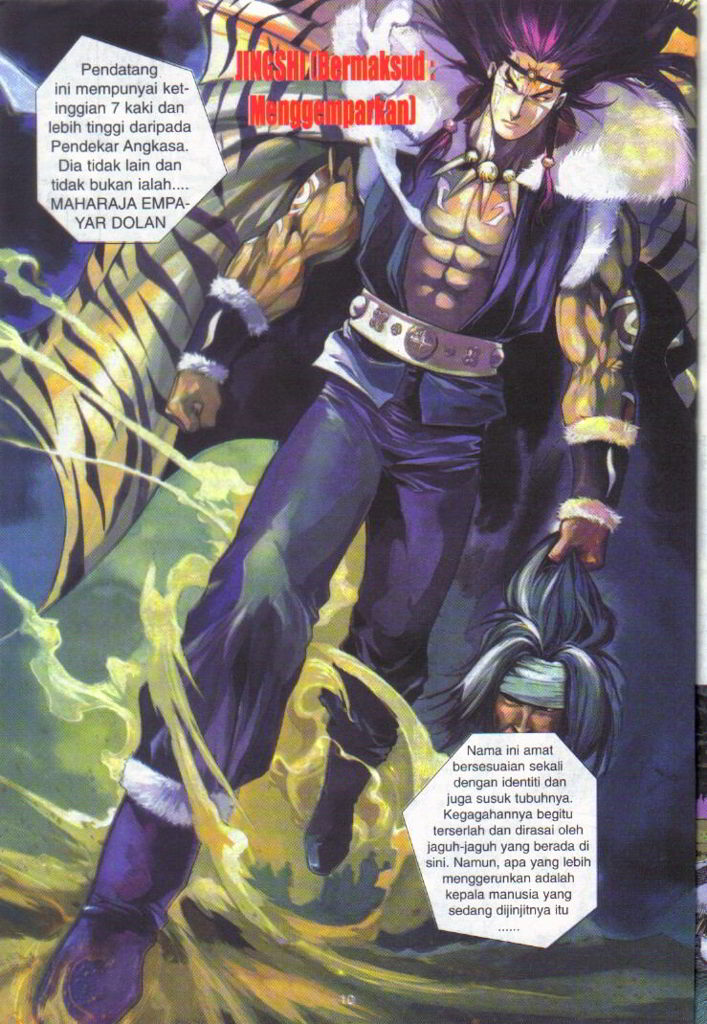 Pendatang
ini mempunyai ket-
inggian 7 kaki dan
lebih tinggi daripada
Pendekar Angkasa.
Dia tidak lain dan
tidak bukan ialah....
MAHARAJA EMPA-
YAR DOLAN
JINGSHI (Bermaksud :
Menggemparkan)
Nama ini amat
bersesuaian sekali
dengan identiti dan
juga susuk tubuhnya.
Kegagahannya begitu
terserlah dan dirasai oleh
jaguh-jaguh yang berada di
sini. Namun, apa yang lebih
menggerunkan adalah
kepala manusia yang
sedang dijinjitnya itu
......
10